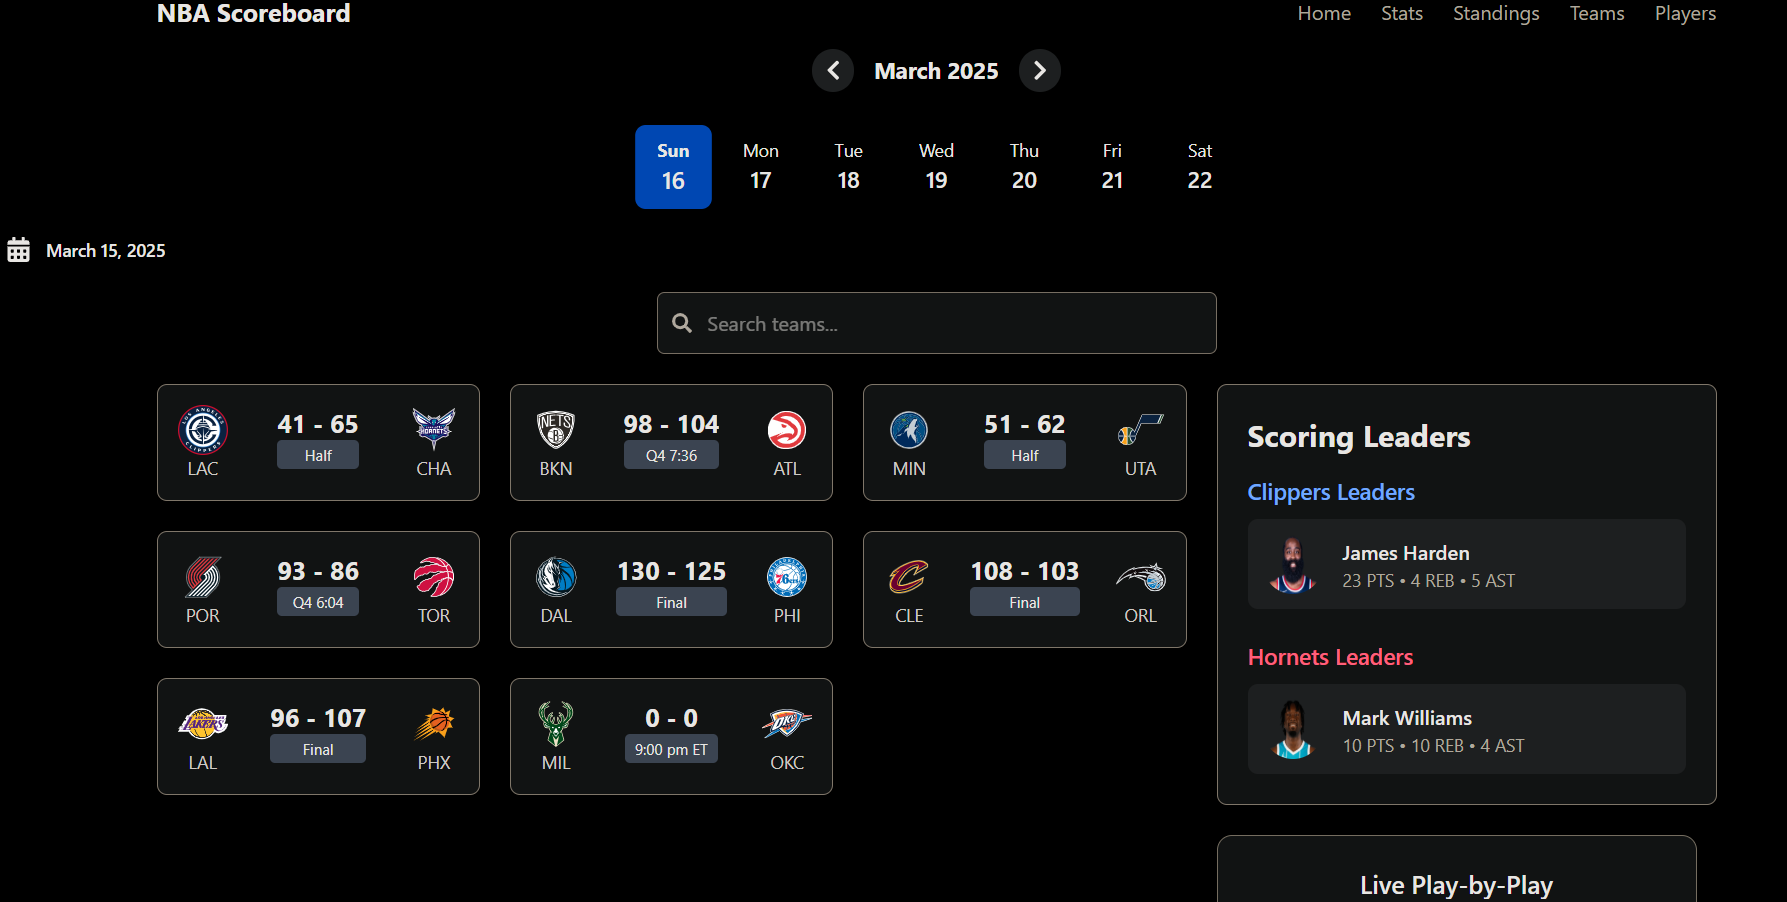 NBA Scoreboard
Home Stats Standings Teams Players
March 2025
Sun Mon Tue Wed Thu Fri Sat
16 17 18 19 20 21 22
March 15, 2025
Search teams...
41 - 65
Half
LAC CHA
98 - 104
Q4 7:36
BKN ATL
51 - 62
Half
MIN UTA
93 - 86
Q4 6:04
POR TOR
130 - 125
Final
DAL PHI
108 - 103
Final
CLE ORL
96 - 107
Final
LAL PHX
0 - 0
9:00 pm ET
MIL OKC
Scoring Leaders
Clippers Leaders
James Harden
23 PTS • 4 REB • 5 AST
Hornets Leaders
Mark Williams
10 PTS • 10 REB • 4 AST
Live Play-by-Play